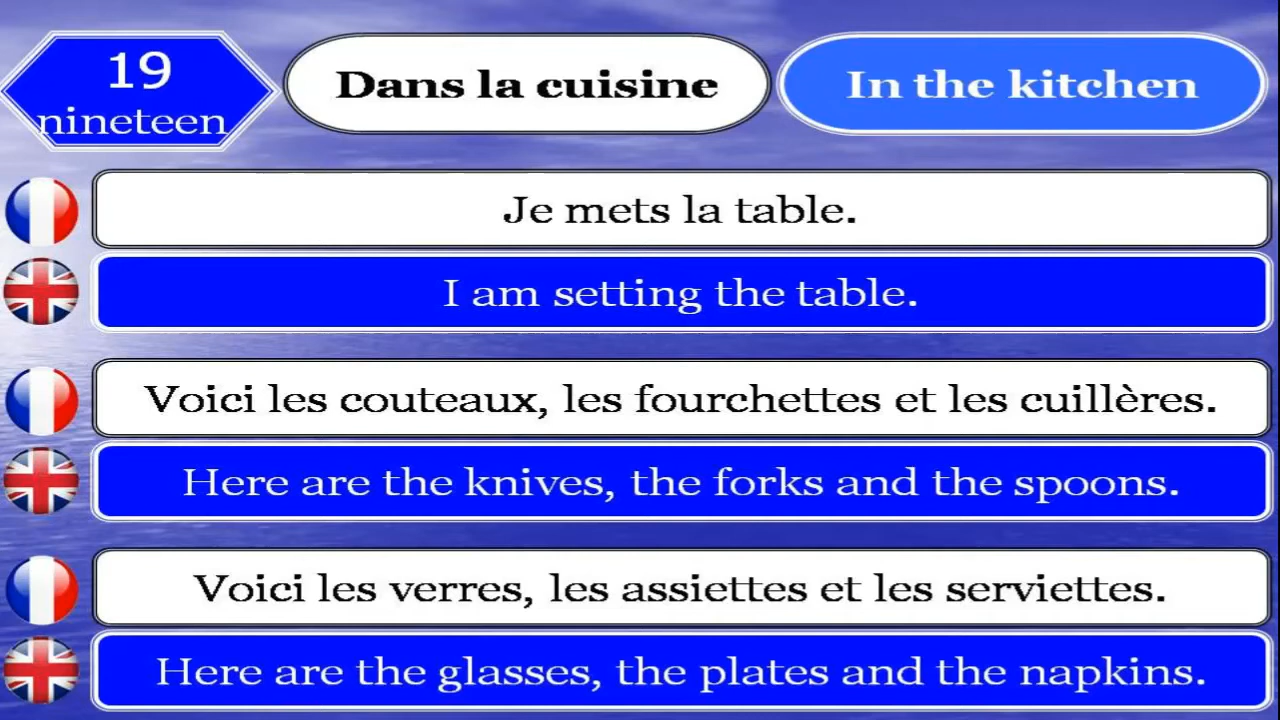 19
nineteen
Dans la cuisine
In the kitchen
Je mets la table.
I am setting the table.
Voici les couteaux, les fourchettes et les cuillères.
Here are the knives, the forks and the spoons.
Voici les verres, les assiettes et les serviettes.
Here are the glasses, the plates and the napkins.